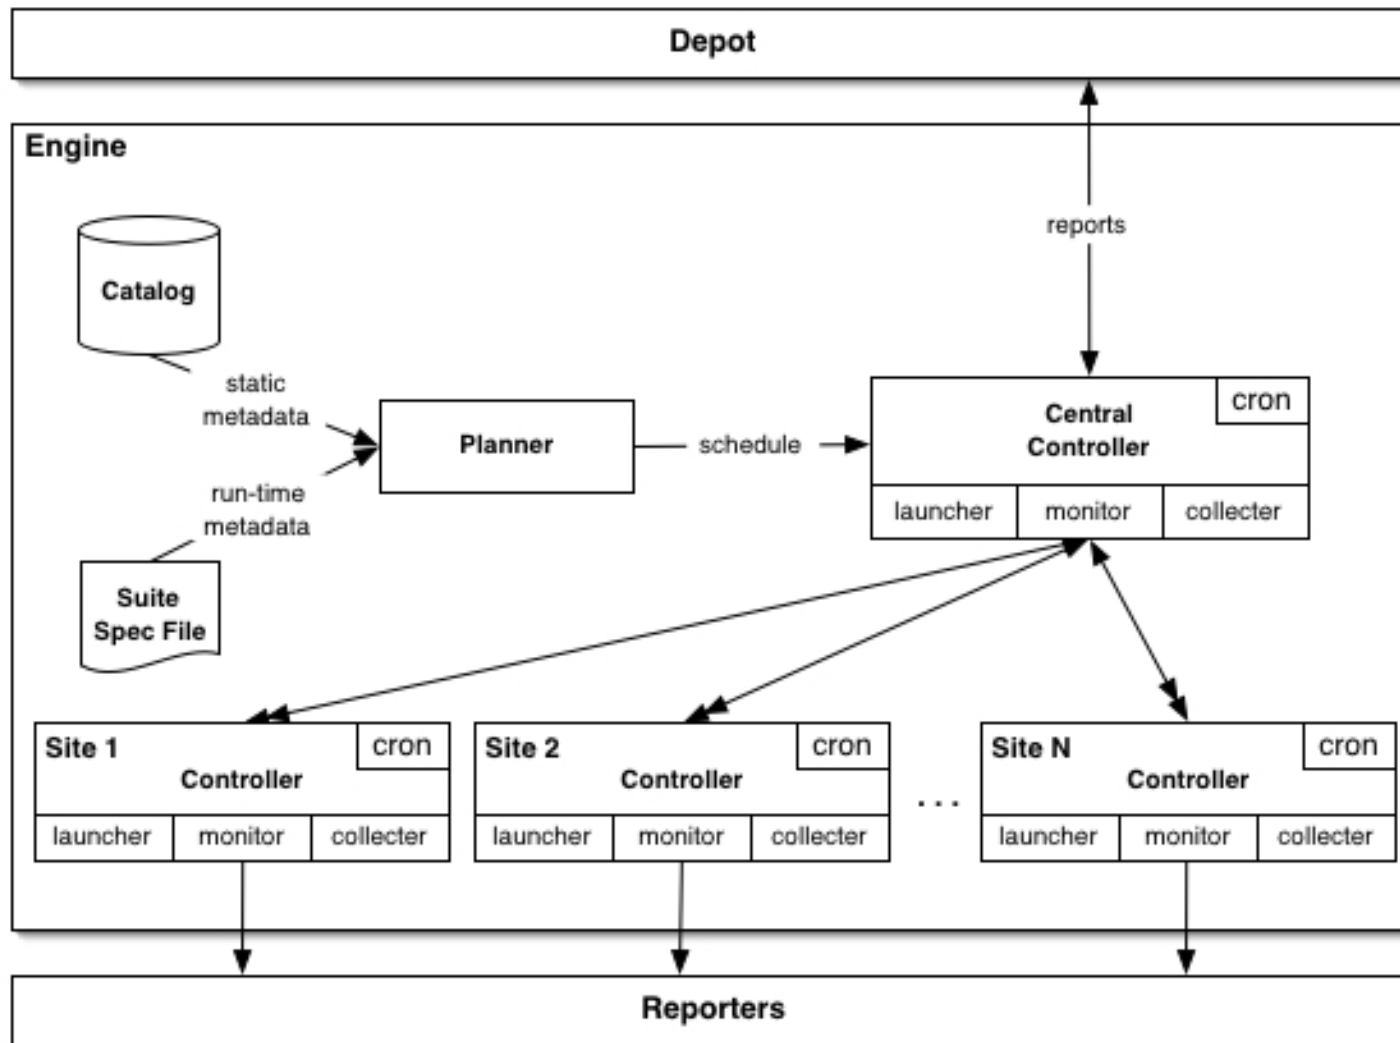 Depot
Engine
reports
Catalog
static
metadata
cron
Central
Controller
Planner
schedule
run-time
metadata
launcher
monitor
collecter
Suite
Spec File
Site 1
cron
Controller
launcher
monitor
collecter
Site 2
cron
Controller
launcher
monitor
collecter
...
Site N
cron
Controller
launcher
monitor
collecter
Reporters